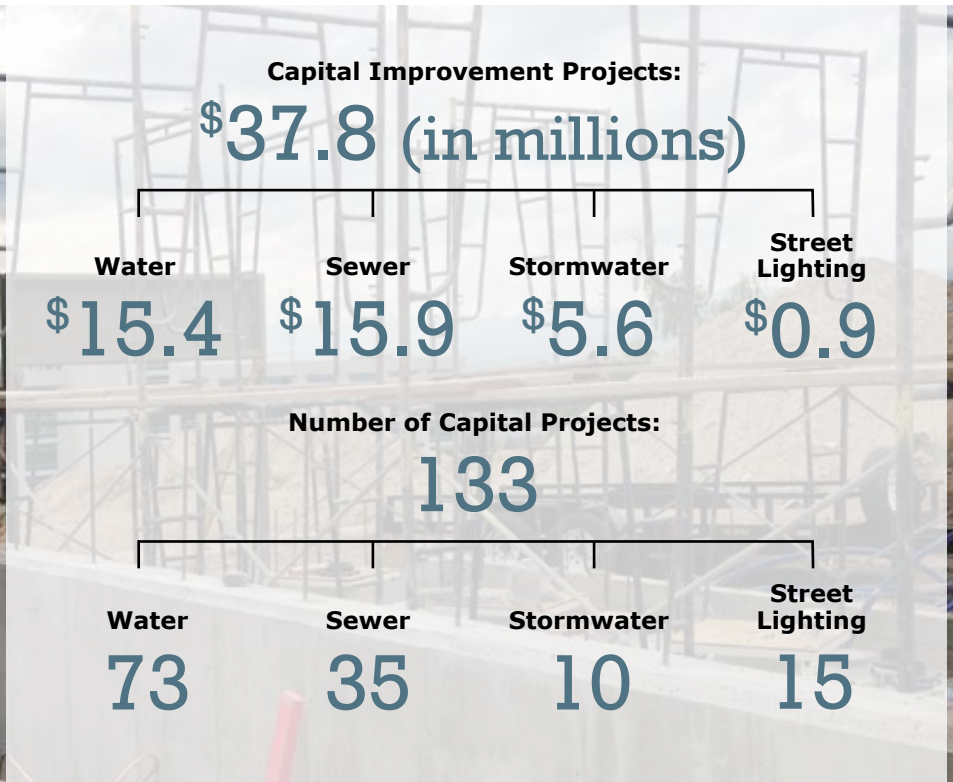 Capital Improvement Projects:
$37.8 (in millions)
Water Sewer Stormwater Street Lighting
$15.4 $15.9 $5.6 $0.9
Number of Capital Projects:
133
Water Sewer Stormwater Street Lighting
73 35 10 15